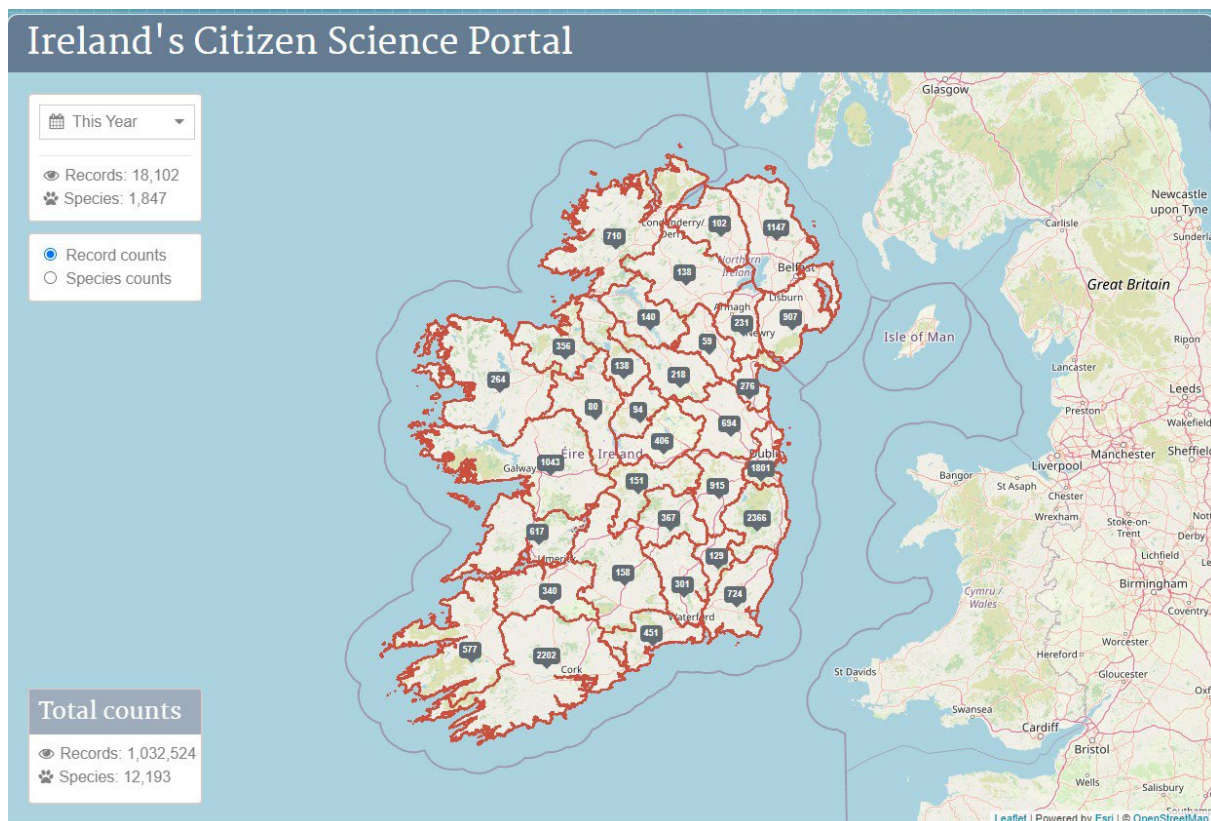 Ireland's Citizen Science Portal
This Year
Records: 18,102
Species: 1,847
Record counts
Species counts
Glasgow
Newcastle
upon Tyne
Carlisle
Londonderry/
Derry
102
1147
710
Northern
Ireland
138
Belfast
Great Britain
Lisburn
Armagh
140
231
907
Newry
Isle of Man
59
Ripon
356
138
218
Lancaster
264
276
Leeds
80
94
Preston
694
Wakefield
406
Manchester
Éire / Ireland
Dublin
Liverpool
Galway
1043
1801
Bangor
St Asaph
151
915
Chester
Wrexham
367
2366
Stoke-on-
Trent
Derby
617
Lichfield
129
158
301
Birmingham
340
724
Cymru /
Wales
Coventry
Waterford
451
Worcester
577
2202
Hereford
Cork
Gloucester
St Davids
Total counts
Swansea
Cardiff
Records: 1,032,524
Bristol
Species: 12,193
Wells
Salisbury
Leaflet | Powered by Esri | © OpenStreetMap